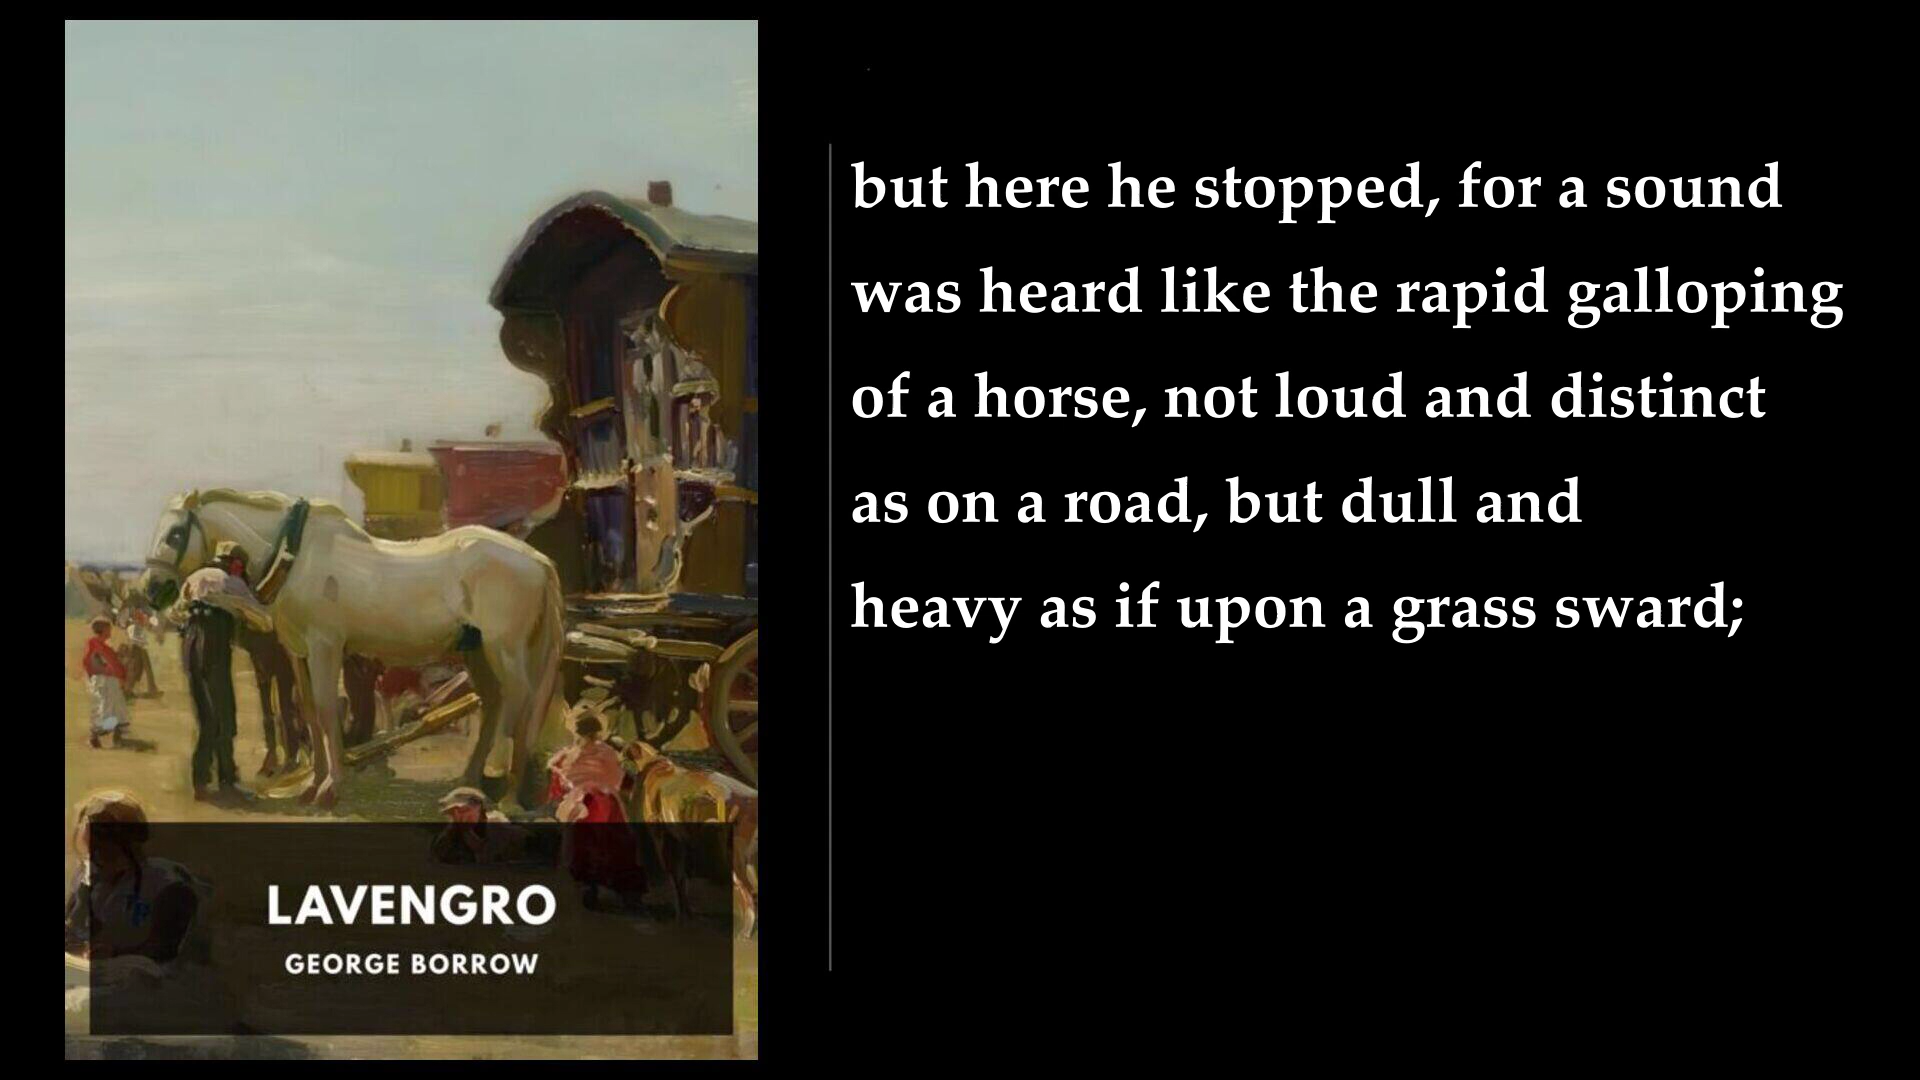 LAVENGRO
GEORGE BORROW
but here he stopped, for a sound
was heard like the rapid galloping
of a horse, not loud and distinct
as on a road, but dull and
heavy as if upon a grass sward;